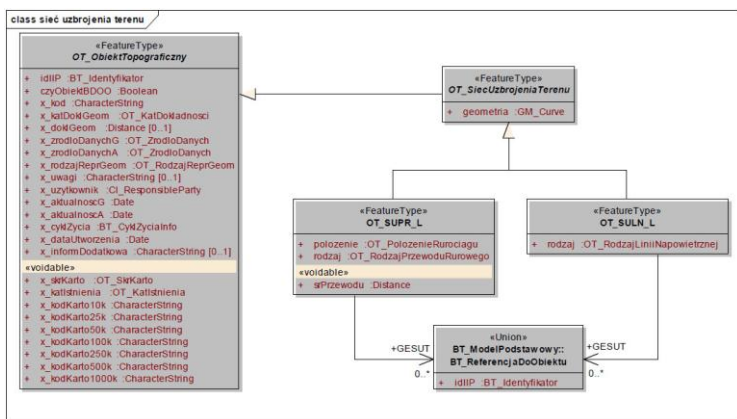 class sieć uzbrojenia terenu
«FeatureType»
OT_ObiektTopograficzny
+ idIIP :BT_Identyfikator
+ czyObiektBDOO :Boolean
+ x_kod :CharacterString
+ x_katDoklGeom :OT_KatDokladnosci
+ x_doklGeom :Distance [0..1]
+ x_zrodloDanychG :OT_ZrodloDanych
+ x_zrodloDanychA :OT_ZrodloDanych
+ x_rodzajReprGeom :OT_RodzajReprGeom
+ x_uwagi :CharacterString [0..1]
+ x_uzytkownik :CI_ResponsibleParty
+ x_aktualnoscG :Date
+ x_aktualnoscA :Date
+ x_cyklZycia :BT_CyklZyciaInfo
+ x_dataUtworzenia :Date
+ x_informDodatkowa :CharacterString [0..1]
«voidable»
+ x_skrKarto :OT_SkrKarto
+ x_katIstnienia :OT_KatIstnienia
+ x_kodKarto10k :CharacterString
+ x_kodKarto25k :CharacterString
+ x_kodKarto50k :CharacterString
+ x_kodKarto100k :CharacterString
+ x_kodKarto250k :CharacterString
+ x_kodKarto500k :CharacterString
+ x_kodKarto1000k :CharacterString
«FeatureType»
OT_SiecUzbrojeniaTerenu
+ geometria :GM_Curve
«FeatureType»
OT_SUPR_L
+ polozenie :OT_PolozenieRurociagu
+ rodzaj :OT_RodzajPrzewoduRurowego
«voidable»
+ srPrzewodu :Distance
«FeatureType»
OT_SULN_L
+ rodzaj :OT_RodzajLiniiNapowietrznej
+GESUT
0..*
+GESUT
0..*
«Union»
BT_ModelPodstawowy::
BT_ReferencjaDoObiektu
+ idIIP :BT_Identyfikator